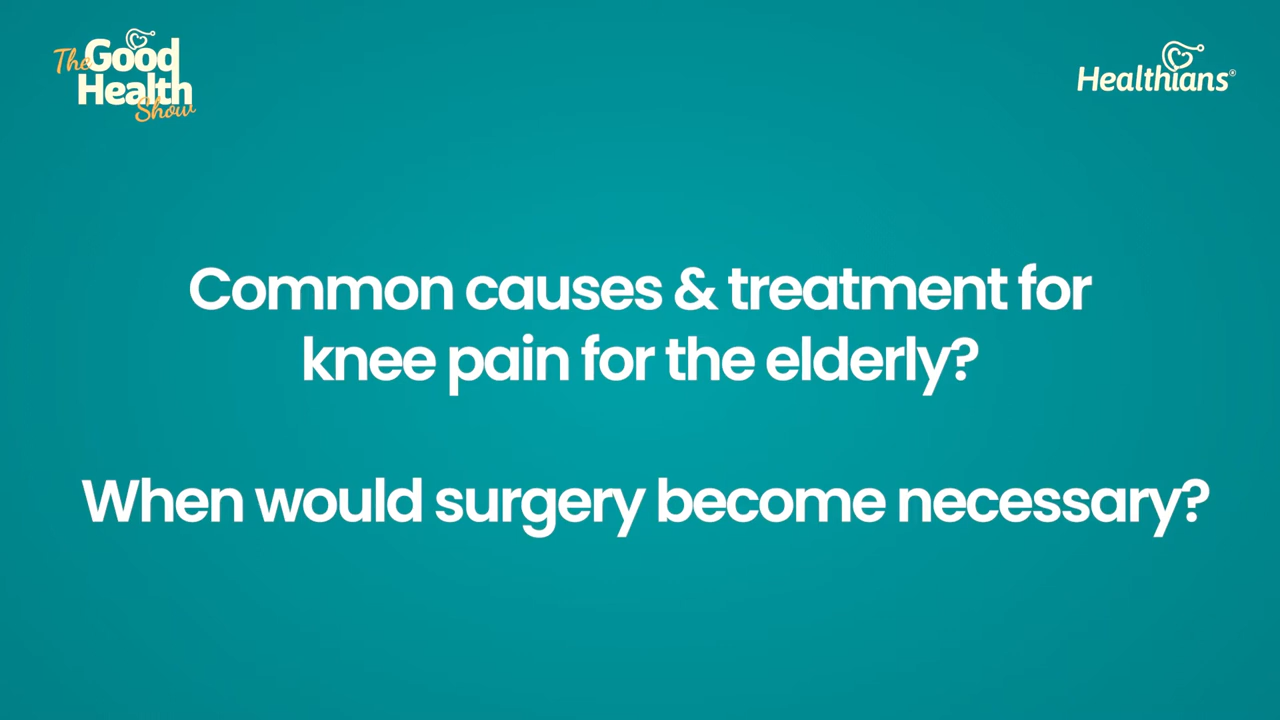 The Good
Health
Show
Healthians®
Common causes & treatment for
knee pain for the elderly?
When would surgery become necessary?